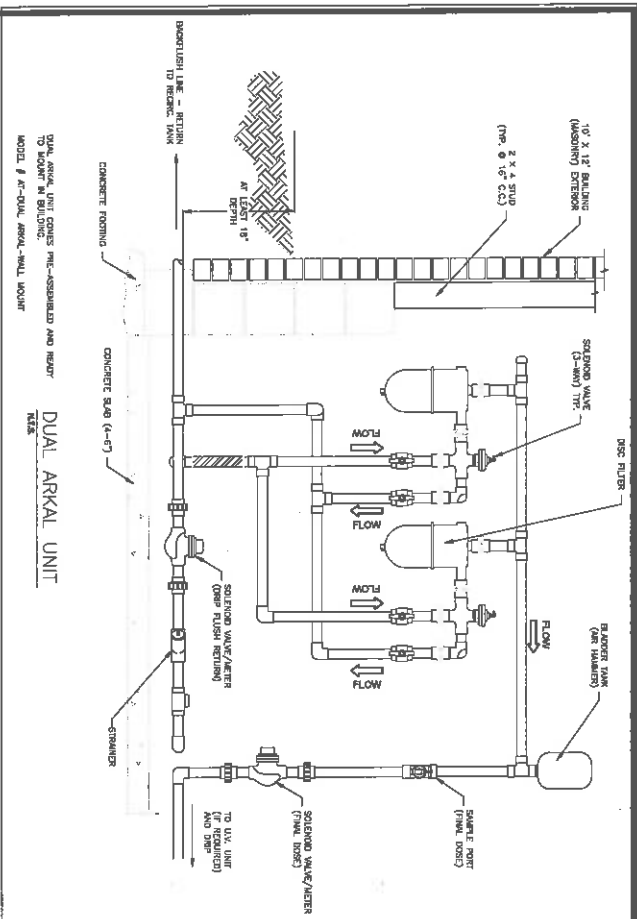 10' X 12' BUILDING
(MASONRY) EXTERIOR
2 X 4 STUD
(TYP. @ 16" C.C.)
SOLENOID VALVE
(3-WAY) TYP.
DISC FILTER
BLADDER TANK
(AIR HAMMER)
FLOW
FLOW
FLOW
FLOW
FLOW
AT LEAST 18"
DEPTH
BACKFLUSH LINE - RETURN
TO RECIRC. TANK
SAMPLE PORT
(FINAL DOSE)
SOLENOID VALVE/METER
(FINAL DOSE)
SOLENOID VALVE/METER
(DRIP FLUSH RETURN)
STRAINER
TO U.V. UNIT
(IF REQUIRED)
AND DRIP
CONCRETE FOOTING
CONCRETE SLAB (4-6")
DUAL ARKAL UNIT COMES PRE-ASSEMBLED AND READY
TO MOUNT IN BUILDING.
MODEL # AT-DUAL ARKAL-WALL MOUNT
DUAL ARKAL UNIT
N.T.S.